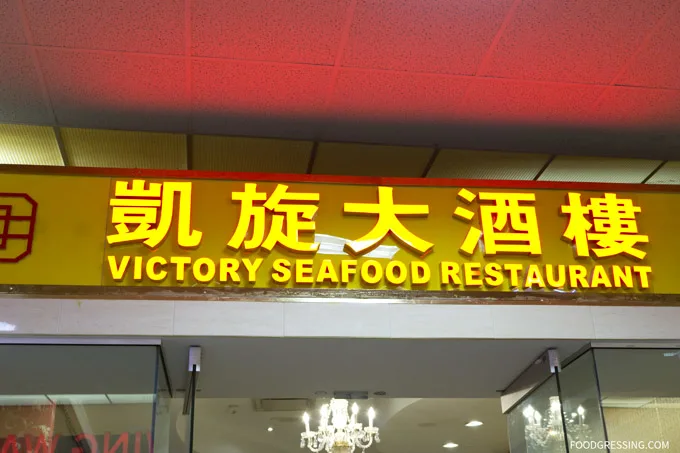 凱旋大酒樓
VICTORY SEAFOOD RESTAURANT
FOODGRESSING.COM